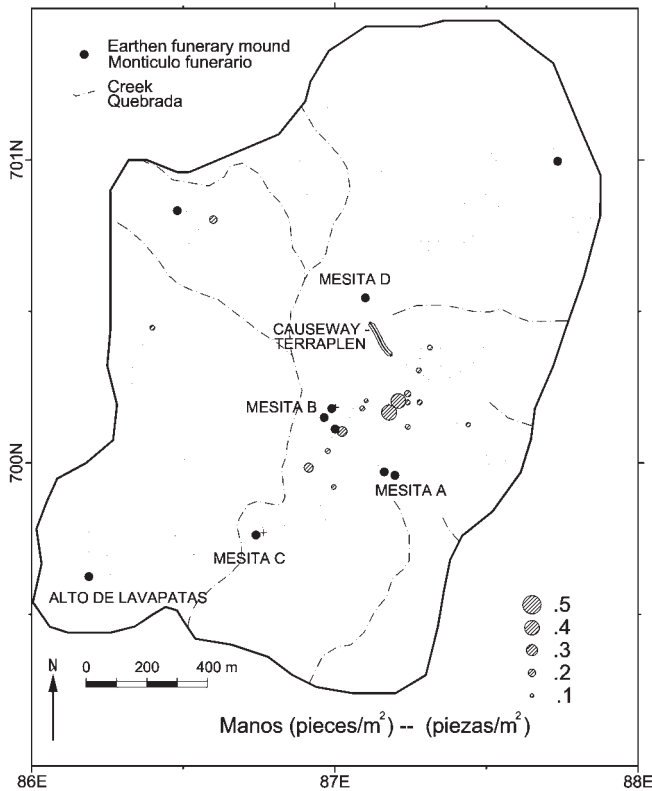 Earthen funerary mound
Monticulo funerario
Creek
Quebrada
701N
MESITA D
CAUSEWAY -
TERRAPLEN
MESITA B
700N
MESITA A
MESITA C
ALTO DE LAVAPATAS
.5
.4
.3
.2
.1
N
0 200 400 m
Manos (pieces/m²) -- (piezas/m²)
86E 87E 88E